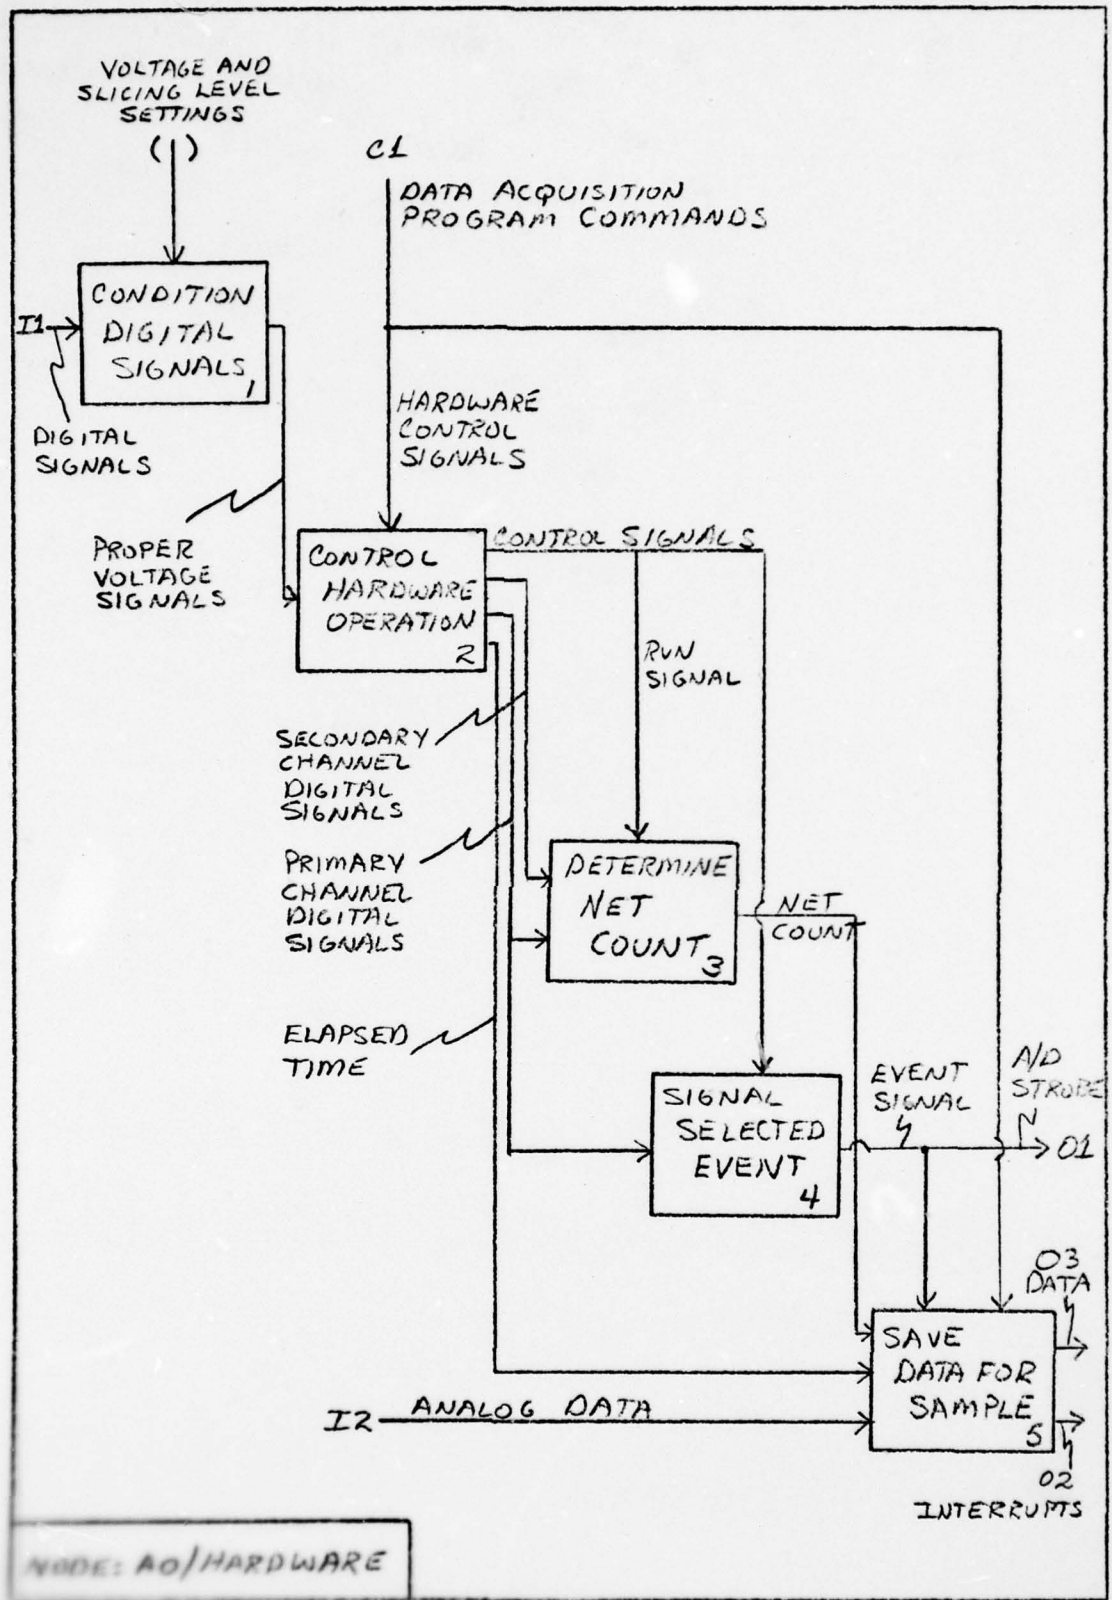 VOLTAGE AND
SLICING LEVEL
SETTINGS
( )
C1
DATA ACQUISITION
PROGRAM COMMANDS
CONDITION
DIGITAL
SIGNALS
1
I1
DIGITAL
SIGNALS
HARDWARE
CONTROL
SIGNALS
PROPER
VOLTAGE
SIGNALS
CONTROL
HARDWARE
OPERATION
2
CONTROL SIGNALS
RUN
SIGNAL
SECONDARY
CHANNEL
DIGITAL
SIGNALS
PRIMARY
CHANNEL
DIGITAL
SIGNALS
DETERMINE
NET
COUNT
3
NET
COUNT
ELAPSED
TIME
SIGNAL
SELECTED
EVENT
4
EVENT
SIGNAL
A/D
STROBE
O1
O3
DATA
SAVE
DATA FOR
SAMPLE
5
I2 ANALOG DATA
O2
INTERRUPTS
NODE: A0/HARDWARE